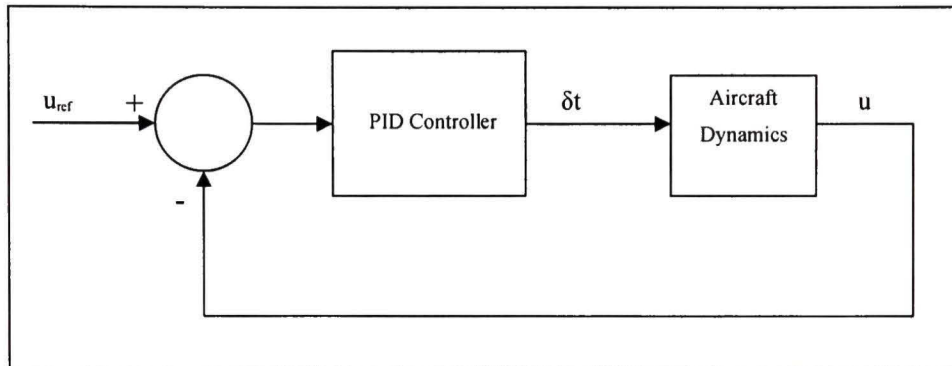 u_ref
+
-
PID Controller
δt
Aircraft
Dynamics
u